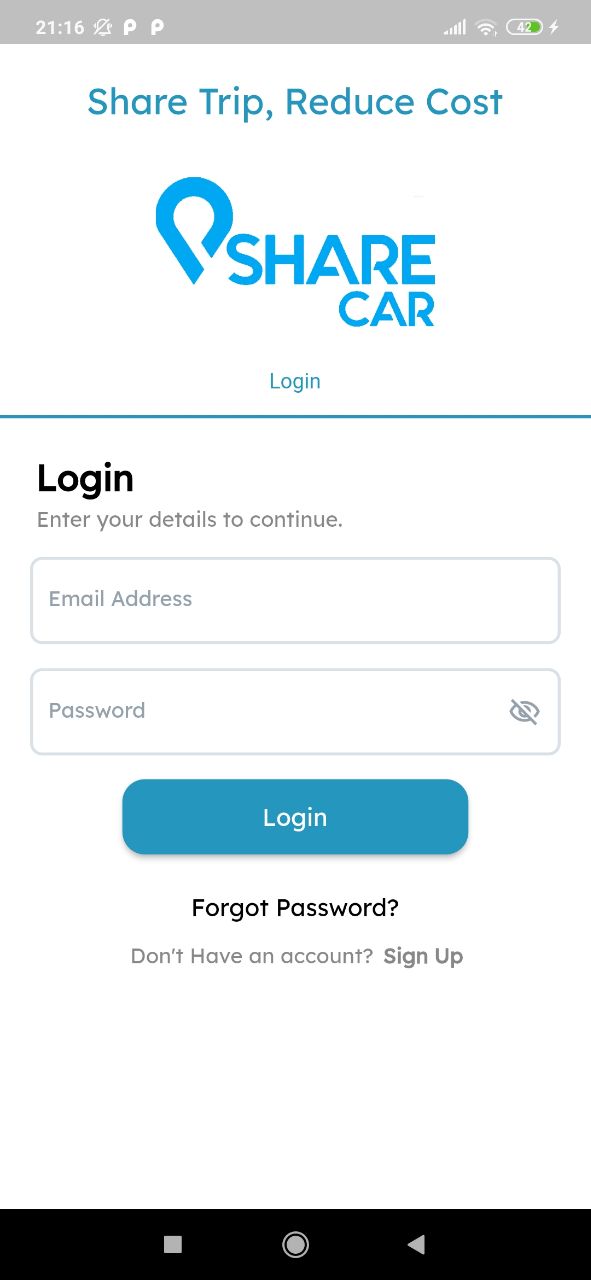 21:16
42
Share Trip, Reduce Cost
SHARE
CAR
Login
Login
Enter your details to continue.
Email Address
Password
Login
Forgot Password?
Don't Have an account? Sign Up